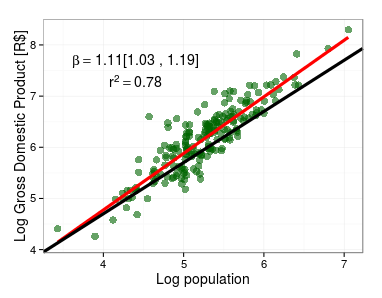 Log Gross Domestic Product [R$]
8
7
6
5
4
β = 1.11[1.03 , 1.19]
r² = 0.78
4 5 6 7
Log population